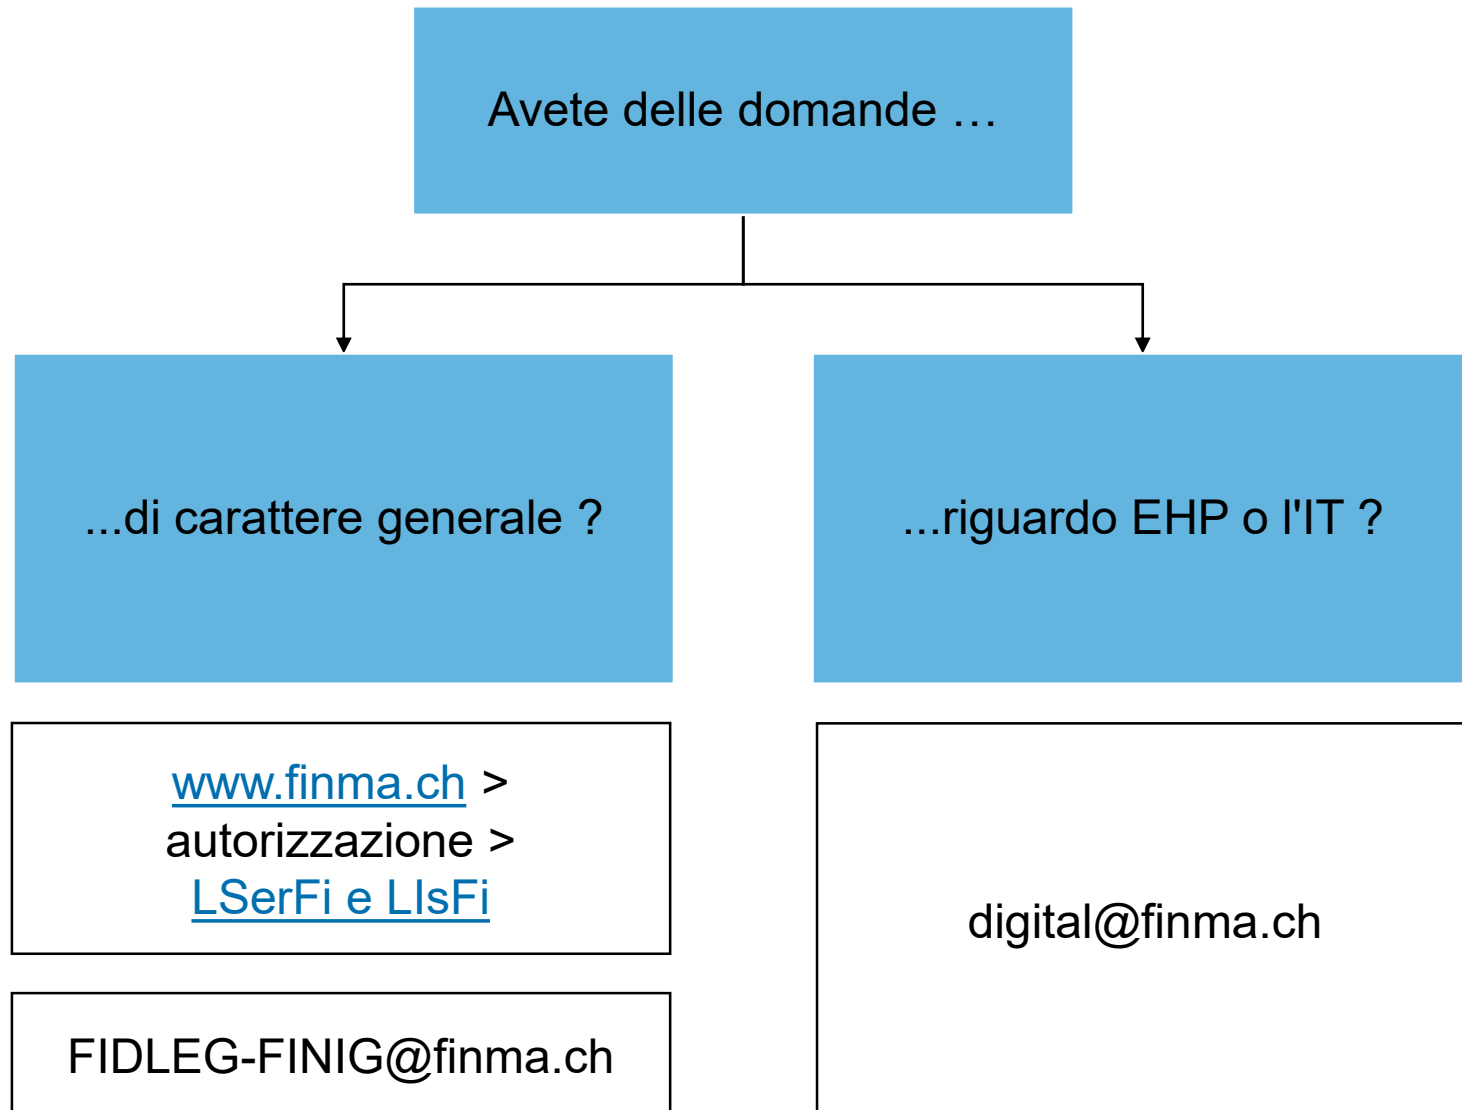 Avete delle domande …
...di carattere generale ?
...riguardo EHP o l'IT ?
www.finma.ch >
autorizzazione >
LSerFi e LIsFi
digital@finma.ch
FIDLEG-FINIG@finma.ch